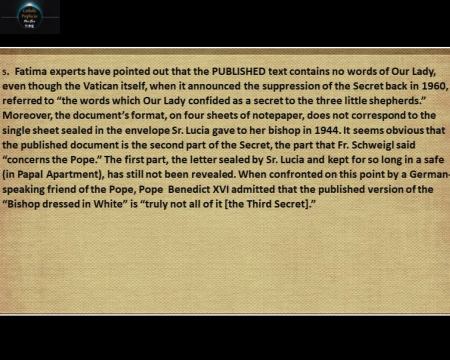 5. Fatima experts have pointed out that the PUBLISHED text contains no words of Our Lady,
even though the Vatican itself, when it announced the suppression of the Secret back in 1960,
referred to “the words which Our Lady confided as a secret to the three little shepherds.”
Moreover, the document’s format, on four sheets of notepaper, does not correspond to the
single sheet sealed in the envelope Sr. Lucia gave to her bishop in 1944. It seems obvious that
the published document is the second part of the Secret, the part that Fr. Schweigl said
“concerns the Pope.” The first part, the letter sealed by Sr. Lucia and kept for so long in a safe
(in Papal Apartment), has still not been revealed. When confronted on this point by a German-
speaking friend of the Pope, Pope Benedict XVI admitted that the published version of the
“Bishop dressed in White” is “truly not all of it [the Third Secret].”